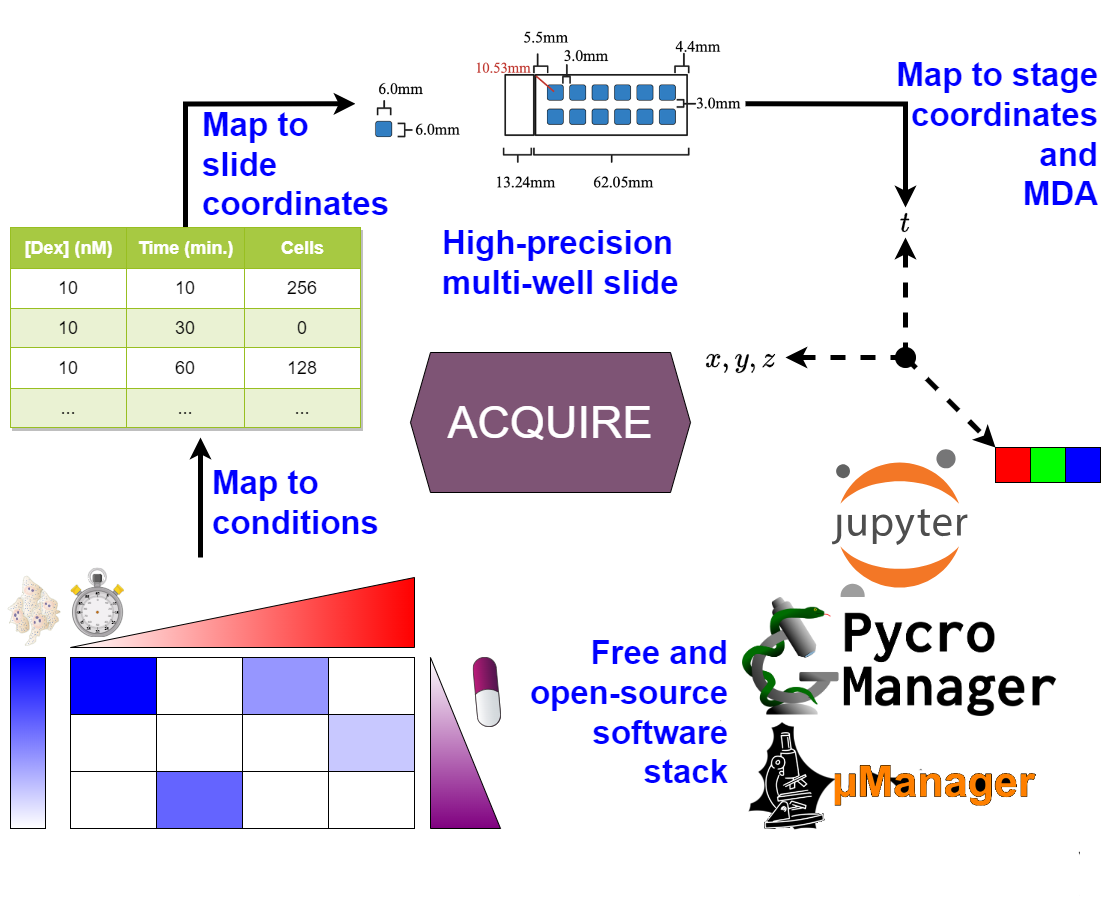 5.5mm
3.0mm
4.4mm
10.53mm
6.0mm
6.0mm
3.0mm
13.24mm
62.05mm
Map to
slide
coordinates
Map to stage
coordinates
and
MDA
t
[Dex] (nM) Time (min.) Cells
10 10 256
10 30 0
10 60 128
... ... ...
High-precision
multi-well slide
x, y, z
ACQUIRE
Map to
conditions
jupyter
Pycro
Manager
Free and
open-source
software
stack
µManager